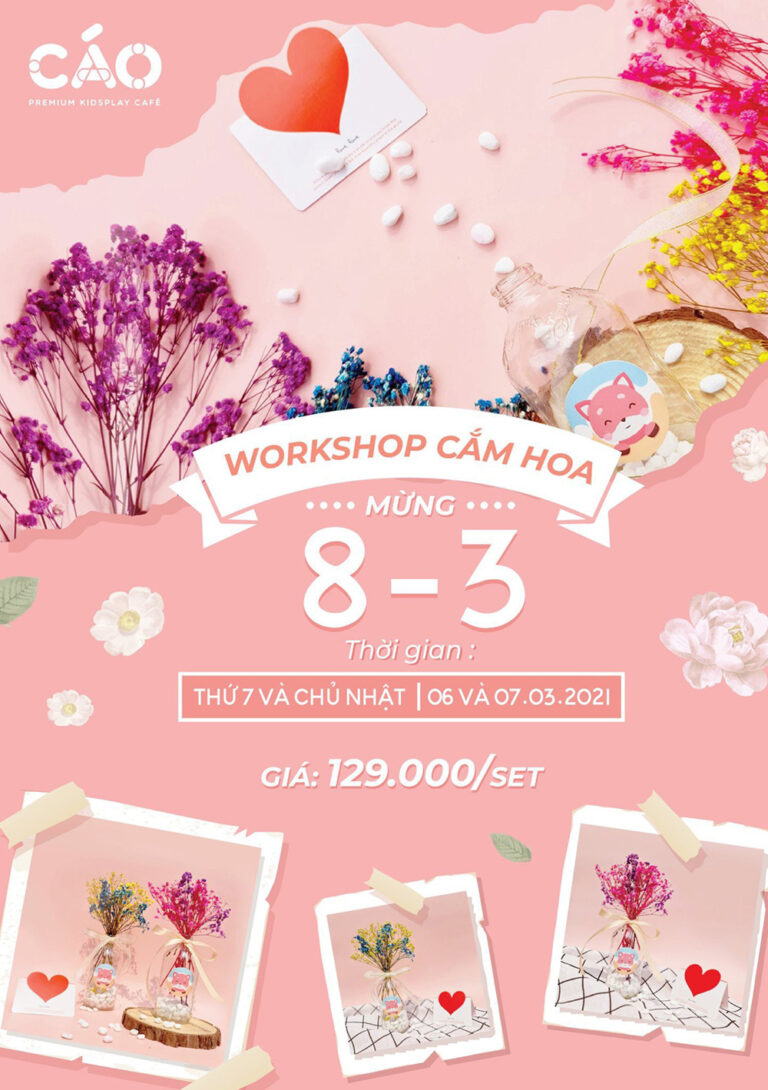 CÁO
PREMIUM KIDSPLAY CAFÉ
WORKSHOP CẮM HOA
MỪNG
8-3
Thời gian :
THỨ 7 VÀ CHỦ NHẬT | 06 VÀ 07.03.2021
GIÁ: 129.000/SET